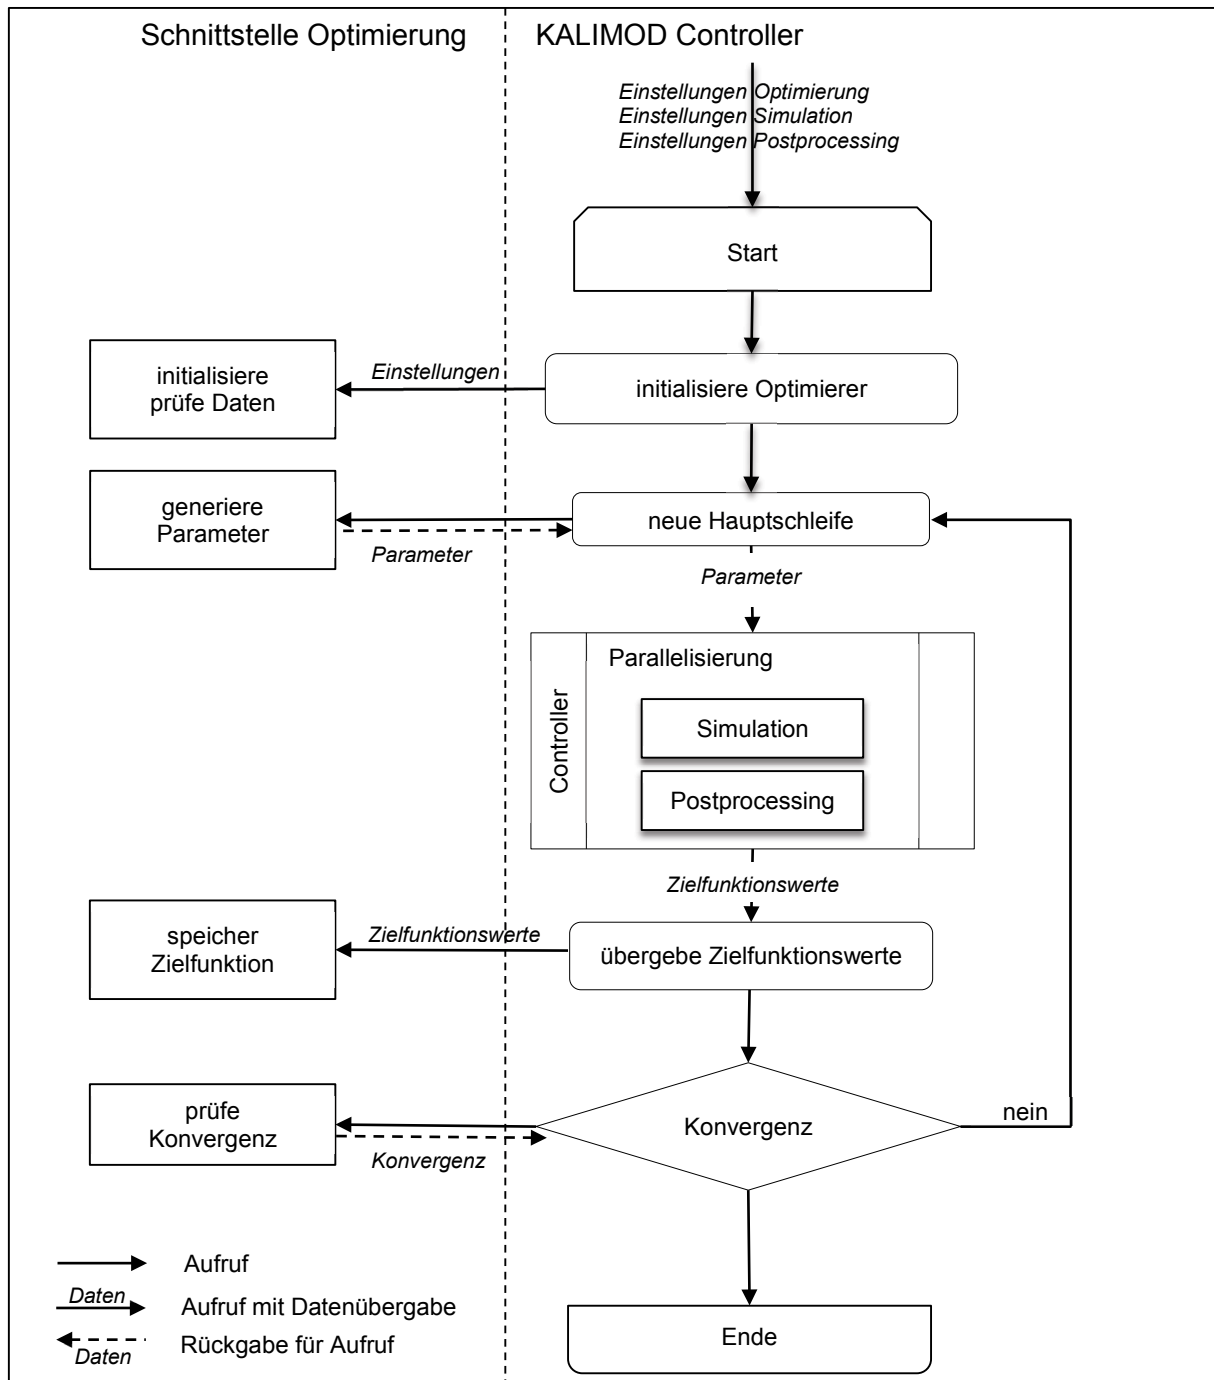 Schnittstelle Optimierung
KALIMOD Controller
Einstellungen Optimierung
Einstellungen Simulation
Einstellungen Postprocessing
Start
initialisiere
prüfe Daten
Einstellungen
initialisiere Optimierer
generiere
Parameter
Parameter
neue Hauptschleife
Parameter
Controller
Parallelisierung
Simulation
Postprocessing
Zielfunktionswerte
speicher
Zielfunktion
Zielfunktionswerte
übergebe Zielfunktionswerte
prüfe
Konvergenz
Konvergenz
Konvergenz
nein
Aufruf
Daten
Aufruf mit Datenübergabe
Rückgabe für Aufruf
Daten
Ende